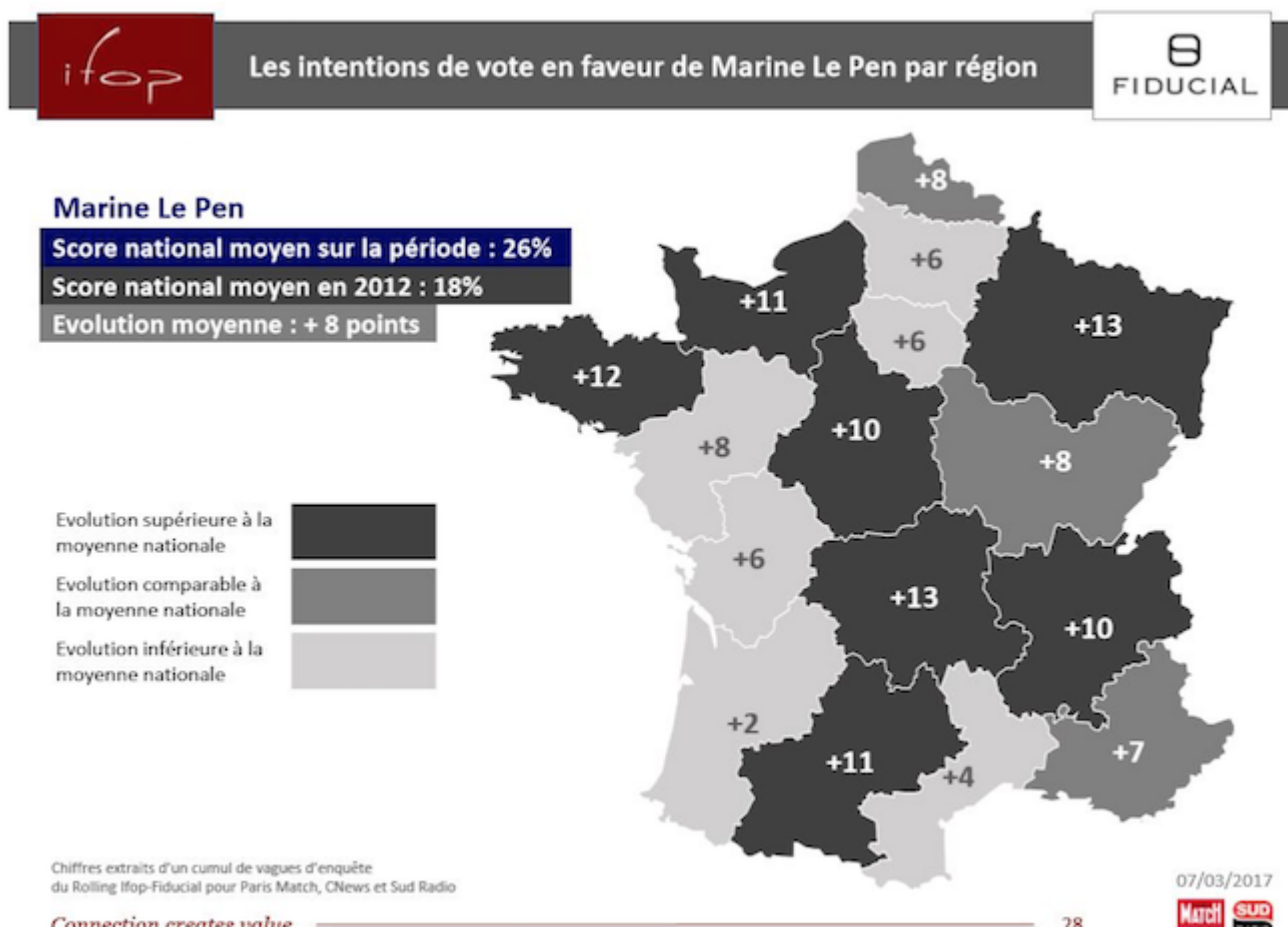 ifop
Les intentions de vote en faveur de Marine Le Pen par région
FIDUCIAL
Marine Le Pen
Score national moyen sur la période : 26%
Score national moyen en 2012 : 18%
Evolution moyenne : + 8 points
+8
+6
+11
+6
+13
+12
+10
+8
+8
+6
+13
+10
+2
+11
+4
+7
Evolution supérieure à la
moyenne nationale
Evolution comparable à
la moyenne nationale
Evolution inférieure à la
moyenne nationale
Chiffres extraits d'un cumul de vagues d'enquête
du Rolling Ifop-Fiducial pour Paris Match, CNews et Sud Radio
07/03/2017
Connection creates value
28
MATCH
SUD